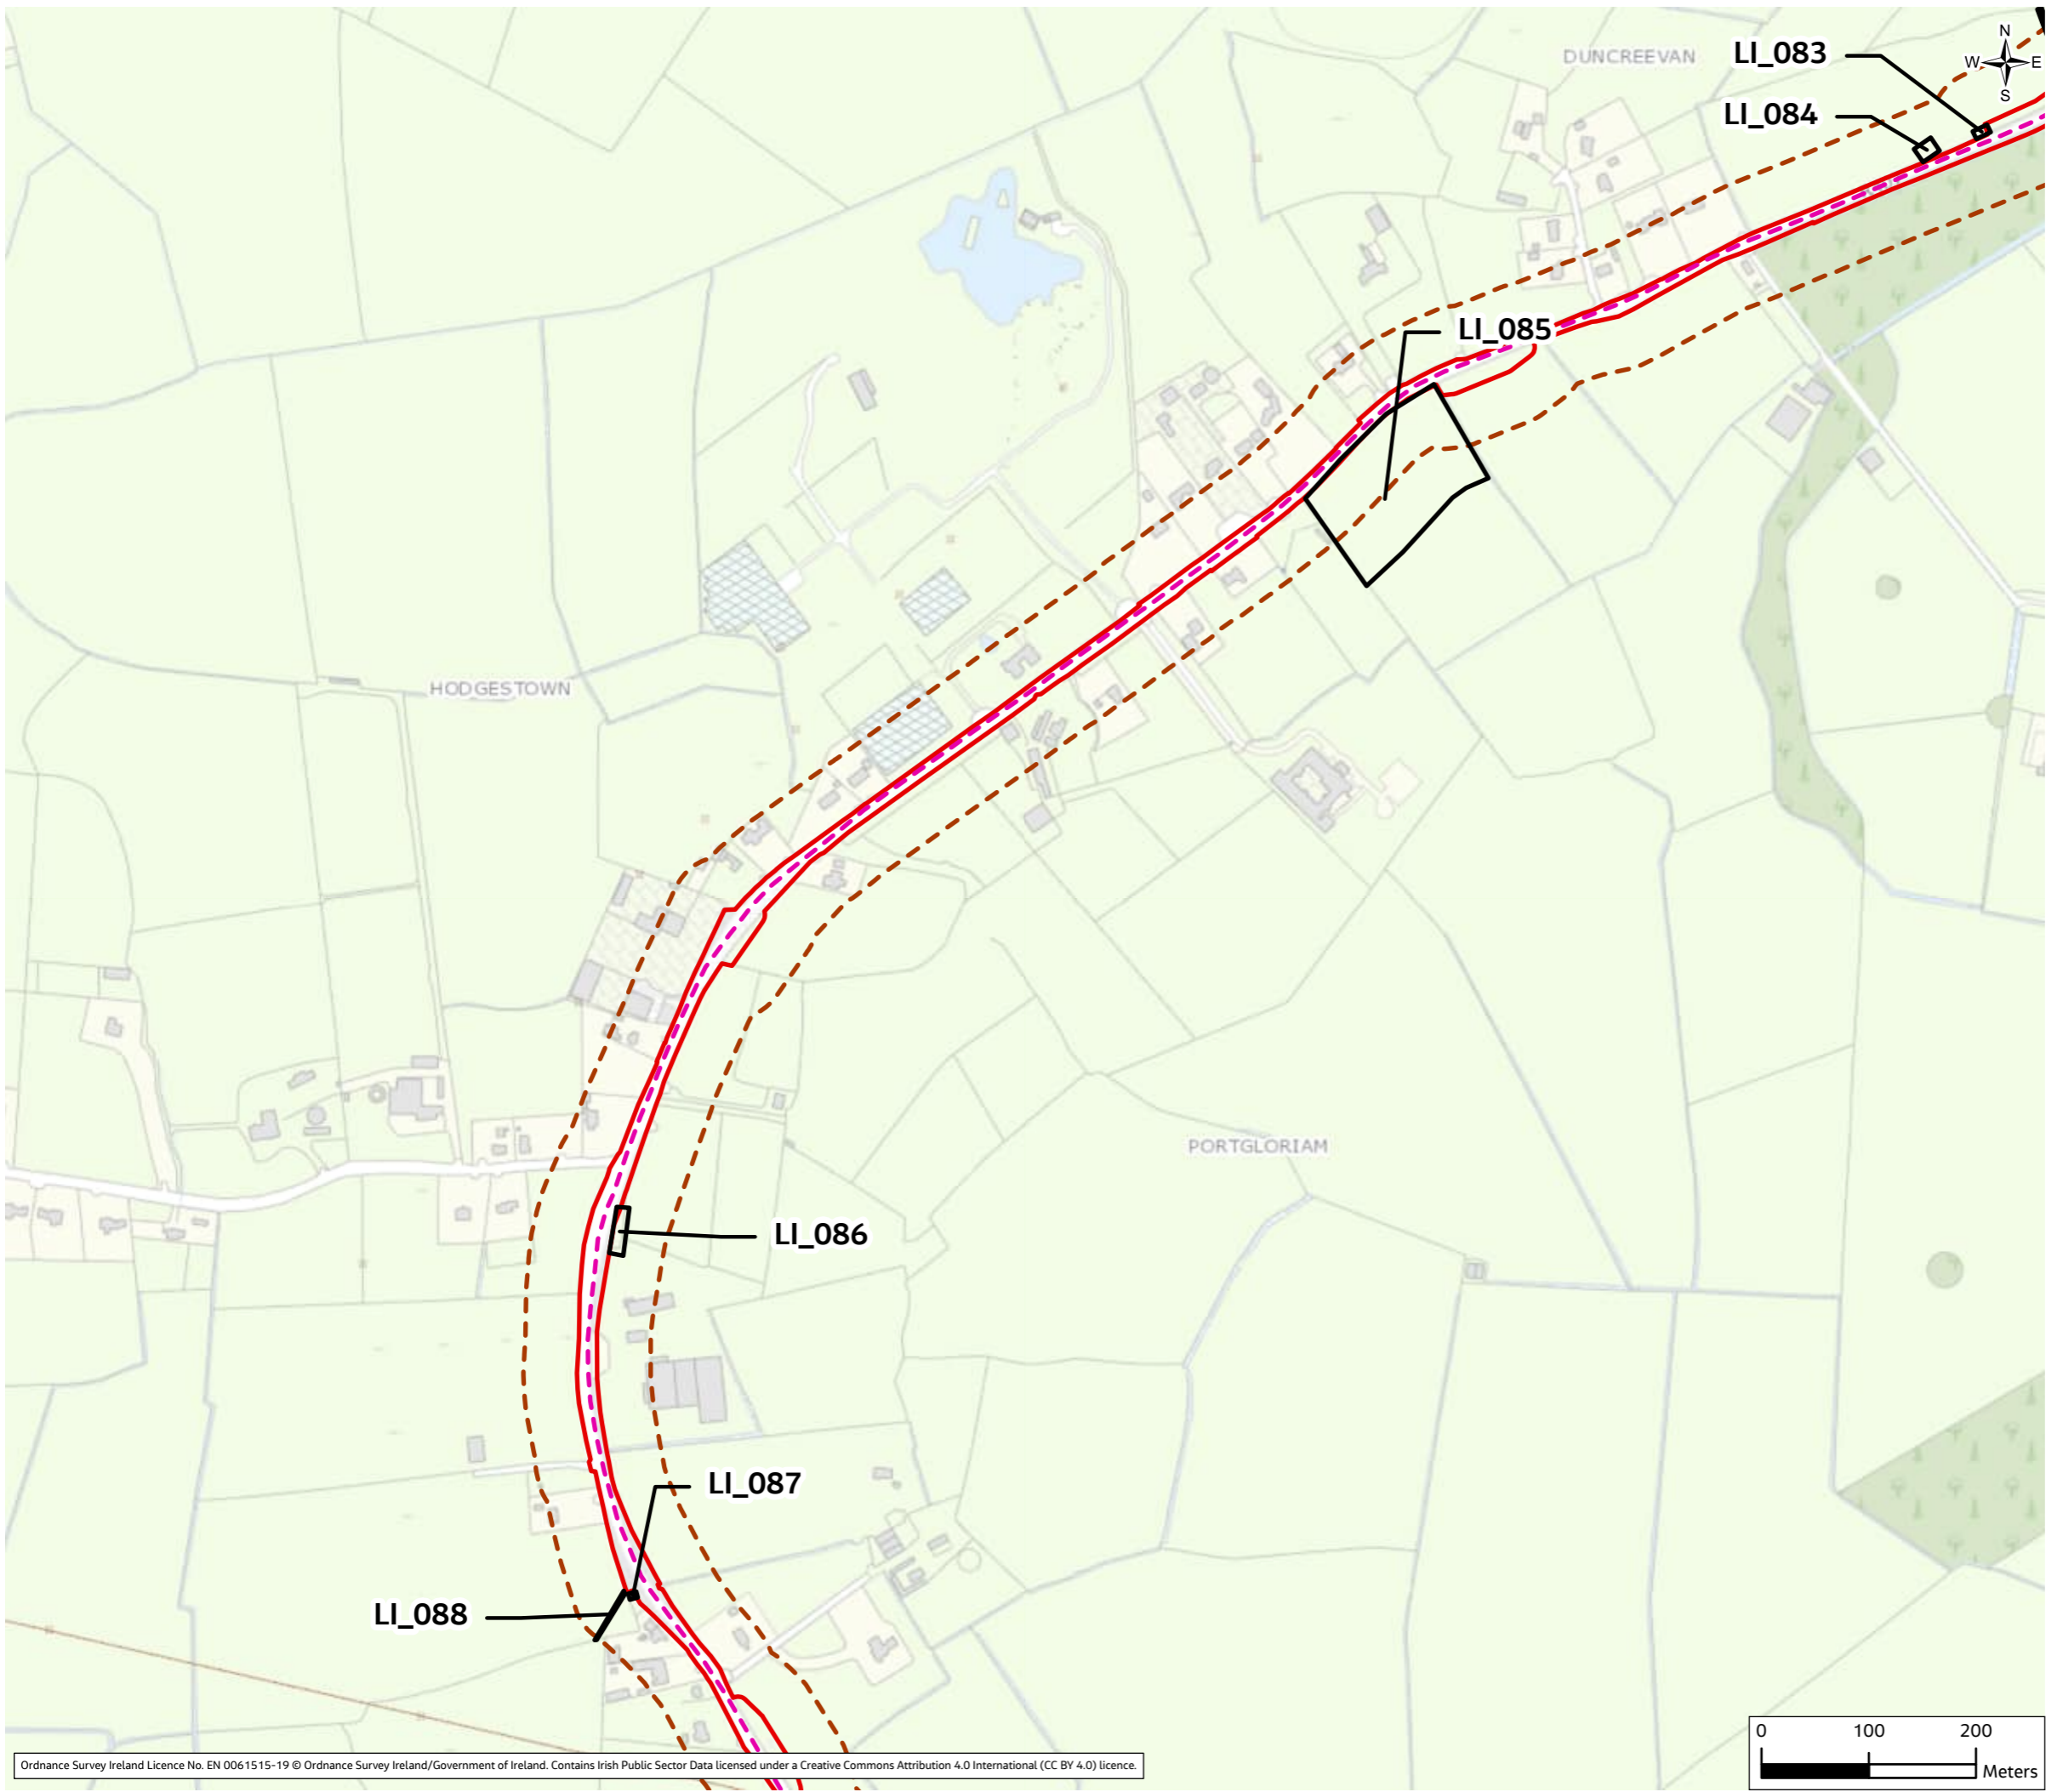 DUNCREEVAN
LI_083
N
W
E
S
LI_084
LI_085
HODGESTOWN
PORTGLORIAM
LI_086
LI_087
LI_088
0 100 200
Meters
Ordnance Survey Ireland Licence No. EN 0061515-19 © Ordnance Survey Ireland/Government of Ireland. Contains Irish Public Sector Data licensed under a Creative Commons Attribution 4.0 International (CC BY 4.0) licence.